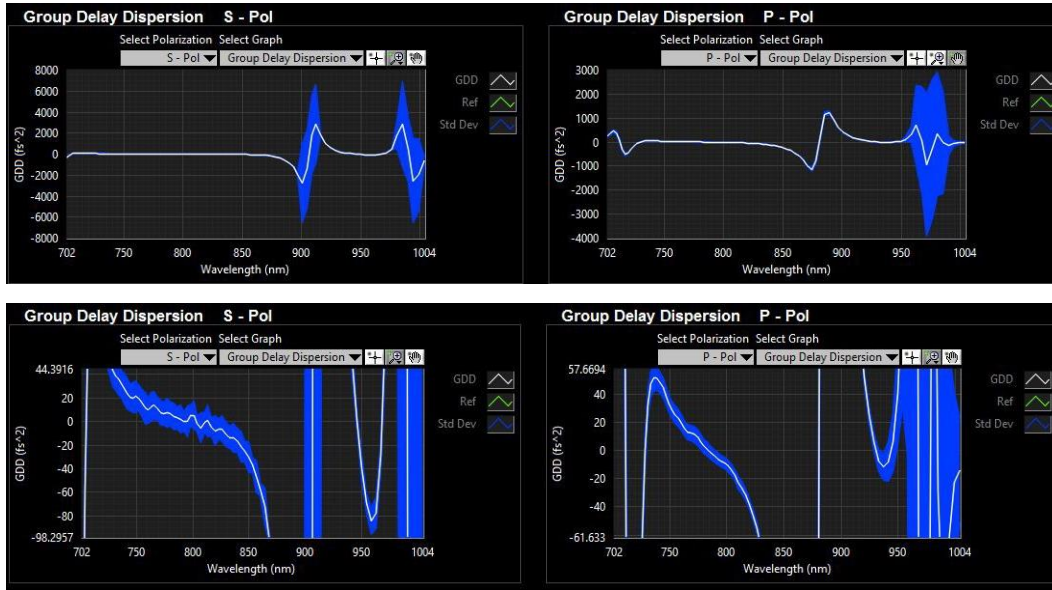 Group Delay Dispersion S - Pol
Select Polarization Select Graph
S - Pol Group Delay Dispersion
8000
6000
4000
2000
0
-2000
-4000
-6000
-8000
GDD (fs^2)
702 750 800 850 900 950 1004
Wavelength (nm)
GDD
Ref
Std Dev
Group Delay Dispersion P - Pol
Select Polarization Select Graph
P - Pol Group Delay Dispersion
3000
2000
1000
0
-1000
-2000
-3000
-4000
GDD (fs^2)
702 750 800 850 900 950 1004
Wavelength (nm)
GDD
Ref
Std Dev
Group Delay Dispersion S - Pol
Select Polarization Select Graph
S - Pol Group Delay Dispersion
44.3916
20
0
-20
-40
-60
-80
-98.2957
GDD (fs^2)
702 750 800 850 900 950 1004
Wavelength (nm)
GDD
Ref
Std Dev
Group Delay Dispersion P - Pol
Select Polarization Select Graph
P - Pol Group Delay Dispersion
57.6694
40
20
0
-20
-40
-61.633
GDD (fs^2)
702 750 800 850 900 950 1004
Wavelength (nm)
GDD
Ref
Std Dev